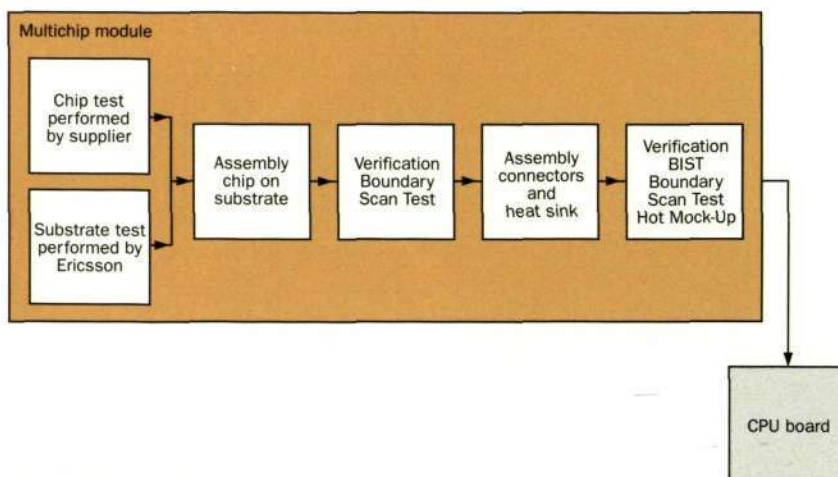 Multichip module
Chip test
performed
by supplier
Substrate test
performed by
Ericsson
Assembly
chip on
substrate
Verification
Boundary
Scan Test
Assembly
connectors
and
heat sink
Verification
BIST
Boundary
Scan Test
Hot Mock-Up
CPU board